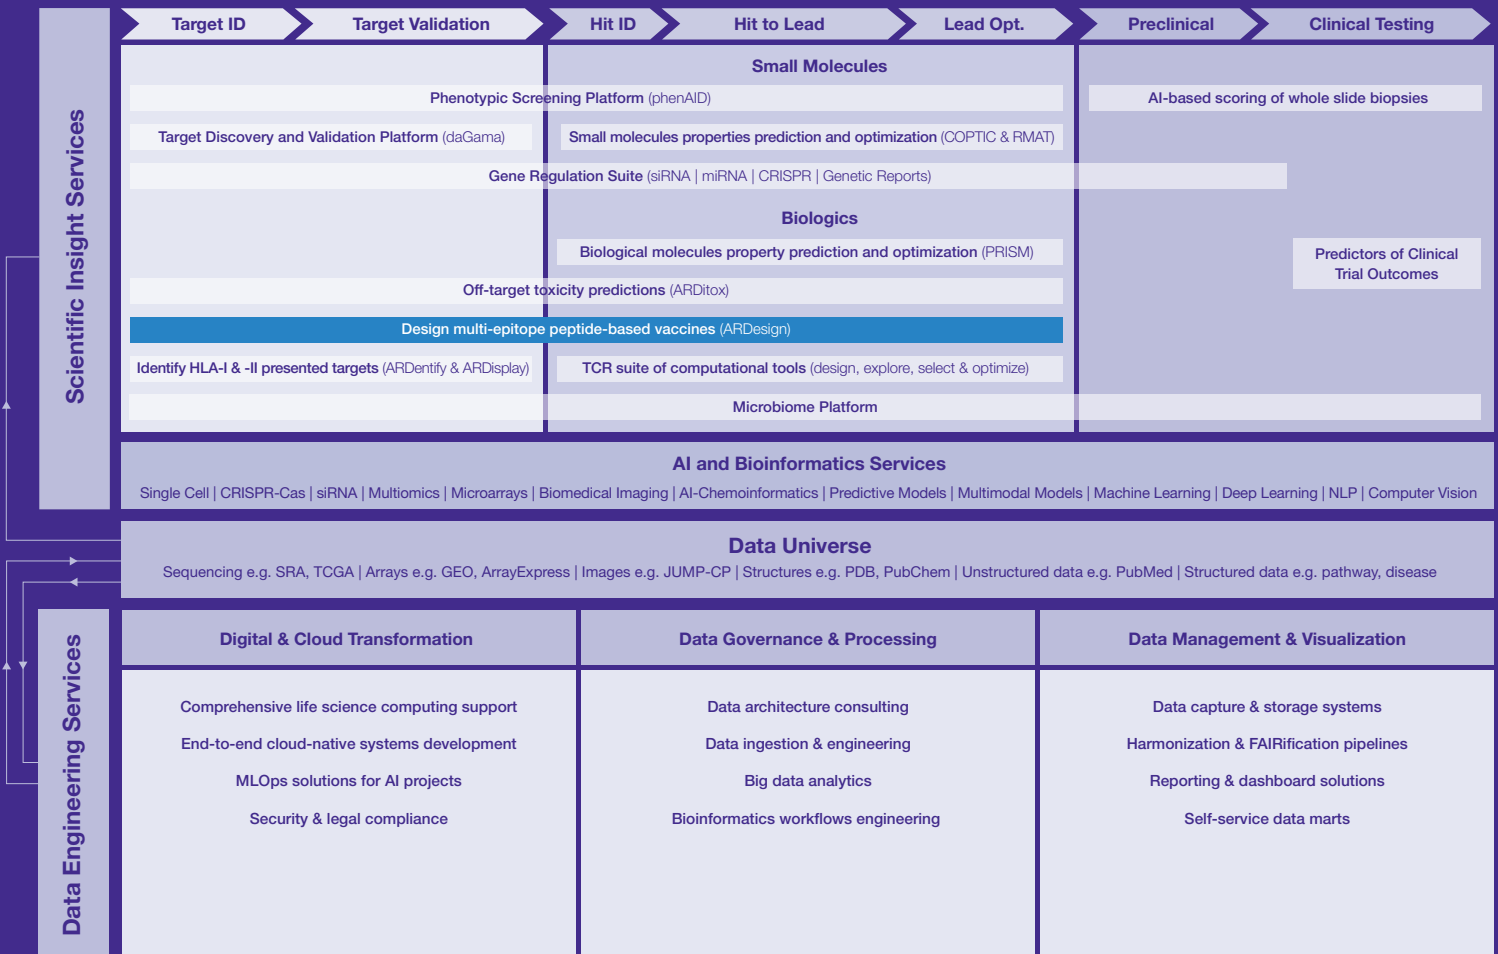 Target ID
Target Validation
Hit ID
Hit to Lead
Lead Opt.
Preclinical
Clinical Testing
Scientific Insight Services
Small Molecules
Phenotypic Screening Platform (phenAID)
AI-based scoring of whole slide biopsies
Target Discovery and Validation Platform (daGama)
Small molecules properties prediction and optimization (COPTIC & RMAT)
Gene Regulation Suite (siRNA | miRNA | CRISPR | Genetic Reports)
Biologics
Biological molecules property prediction and optimization (PRISM)
Predictors of Clinical
Trial Outcomes
Off-target toxicity predictions (ARDitox)
Design multi-epitope peptide-based vaccines (ARDesign)
Identify HLA-I & -II presented targets (ARDentify & ARDisplay)
TCR suite of computational tools (design, explore, select & optimize)
Microbiome Platform
AI and Bioinformatics Services
Single Cell | CRISPR-Cas | siRNA | Multiomics | Microarrays | Biomedical Imaging | AI-Chemoinformatics | Predictive Models | Multimodal Models | Machine Learning | Deep Learning | NLP | Computer Vision
Data Universe
Sequencing e.g. SRA, TCGA | Arrays e.g. GEO, ArrayExpress | Images e.g. JUMP-CP | Structures e.g. PDB, PubChem | Unstructured data e.g. PubMed | Structured data e.g. pathway, disease
Data Engineering Services
Digital & Cloud Transformation
Comprehensive life science computing support
End-to-end cloud-native systems development
MLOps solutions for AI projects
Security & legal compliance
Data Governance & Processing
Data architecture consulting
Data ingestion & engineering
Big data analytics
Bioinformatics workflows engineering
Data Management & Visualization
Data capture & storage systems
Harmonization & FAIRification pipelines
Reporting & dashboard solutions
Self-service data marts